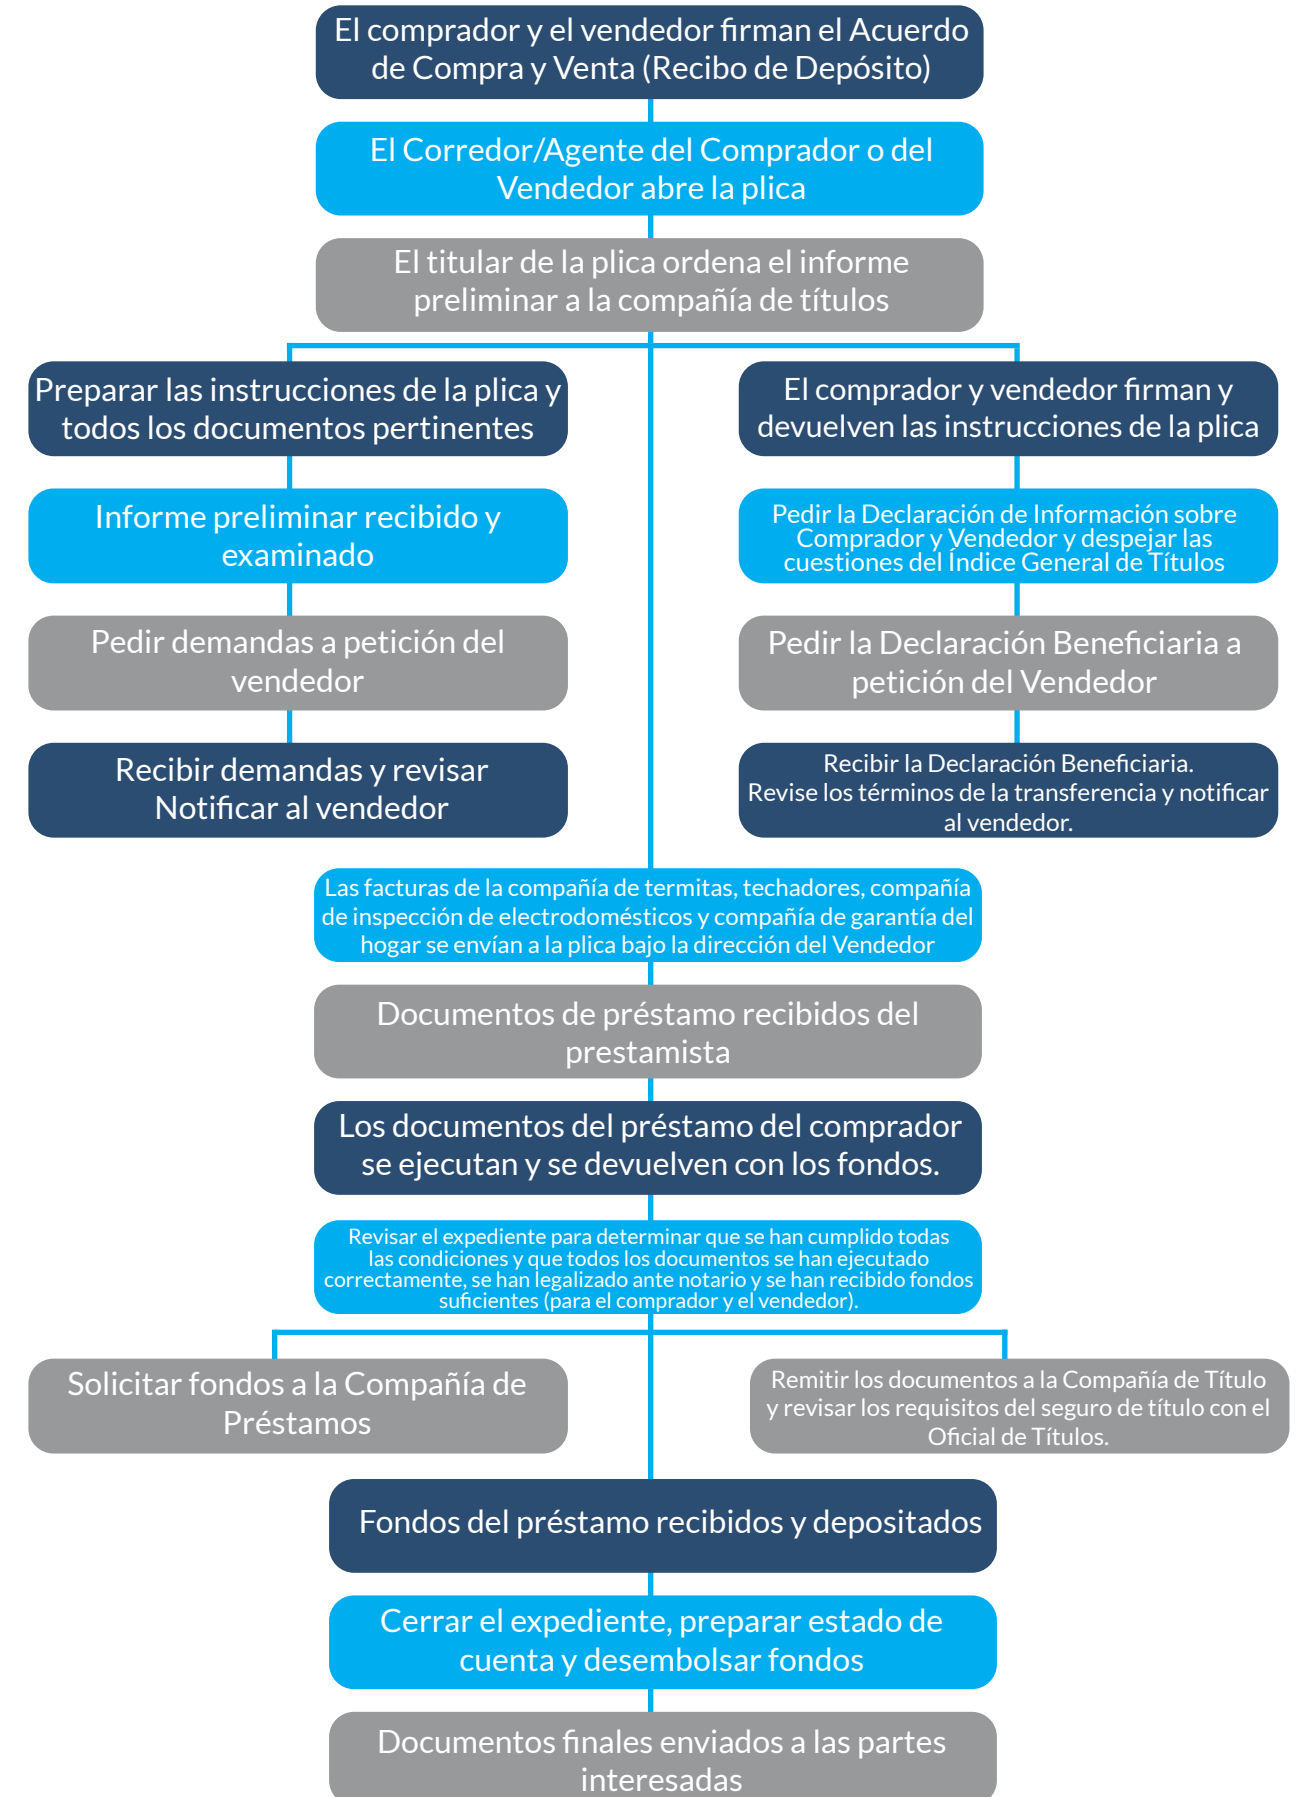 El comprador y el vendedor firman el Acuerdo
de Compra y Venta (Recibo de Depósito)
El Corredor/Agente del Comprador o del
Vendedor abre la plica
El titular de la plica ordena el informe
preliminar a la compañía de títulos
Preparar las instrucciones de la plica y
todos los documentos pertinentes
Informe preliminar recibido y
examinado
Pedir demandas a petición del
vendedor
Recibir demandas y revisar
Notificar al vendedor
El comprador y vendedor firman y
devuelven las instrucciones de la plica
Pedir la Declaración de Información sobre
Comprador y Vendedor y despejar las
cuestiones del Índice General de Títulos
Pedir la Declaración Beneficiaria a
petición del Vendedor
Recibir la Declaración Beneficiaria.
Revise los términos de la transferencia y notificar
al vendedor.
Las facturas de la compañía de termitas, techadores, compañía
de inspección de electrodomésticos y compañía de garantía del
hogar se envían a la plica bajo la dirección del Vendedor
Documentos de préstamo recibidos del
prestamista
Los documentos del préstamo del comprador
se ejecutan y se devuelven con los fondos.
Revisar el expediente para determinar que se han cumplido todas
las condiciones y que todos los documentos se han ejecutado
correctamente, se han legalizado ante notario y se han recibido fondos
suficientes (para el comprador y el vendedor).
Solicitar fondos a la Compañía de
Préstamos
Remitir los documentos a la Compañía de Título
y revisar los requisitos del seguro de título con el
Oficial de Títulos.
Fondos del préstamo recibidos y depositados
Cerrar el expediente, preparar estado de
cuenta y desembolsar fondos
Documentos finales enviados a las partes
interesadas